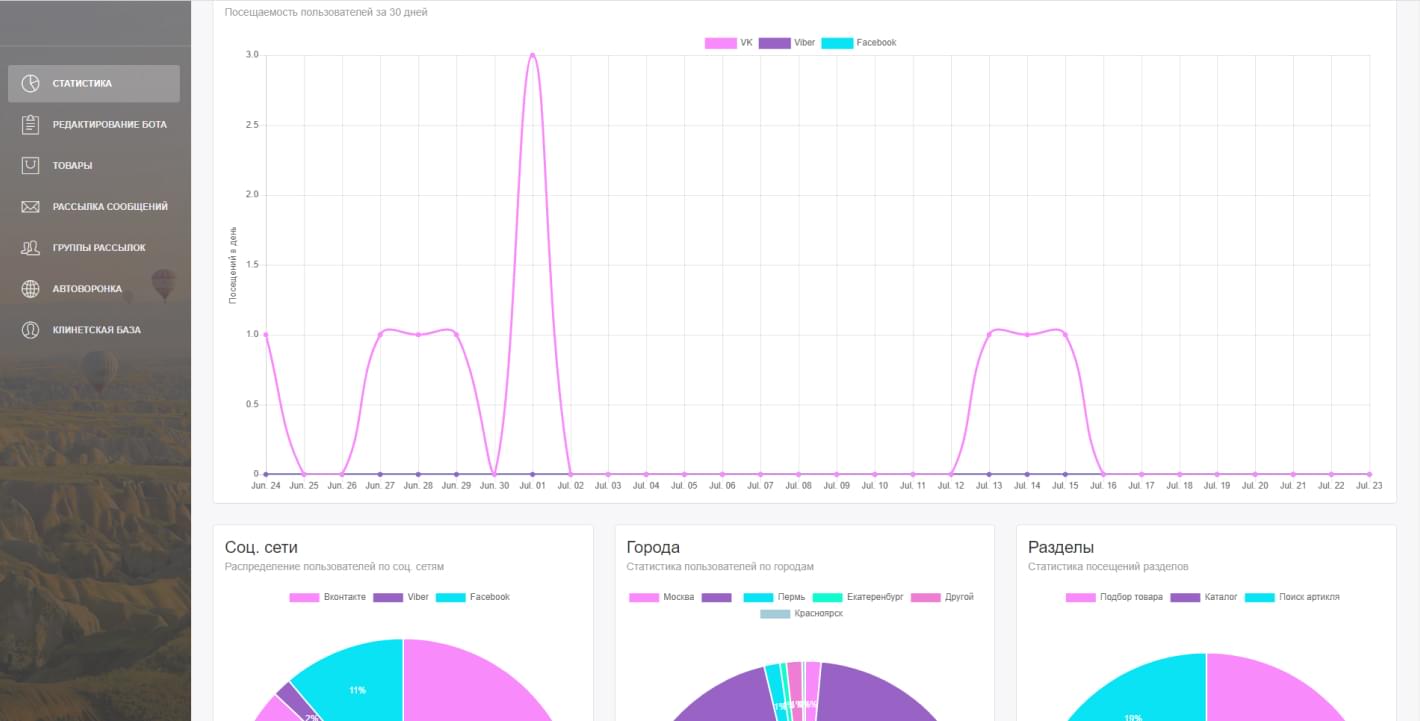 СТАТИСТИКА
РЕДАКТИРОВАНИЕ БОТА
ТОВАРЫ
РАССЫЛКА СООБЩЕНИЙ
ГРУППЫ РАССЫЛОК
АВТОВОРОНКА
КЛИНЕТСКАЯ БАЗА
Посещаемость пользователей за 30 дней
VK Viber Facebook
Посещений в день
3.0
2.5
2.0
1.5
1.0
0.5
0
Jun. 24 Jun. 25 Jun. 26 Jun. 27 Jun. 28 Jun. 29 Jun. 30 Jul. 01 Jul. 02 Jul. 03 Jul. 04 Jul. 05 Jul. 06 Jul. 07 Jul. 08 Jul. 09 Jul. 10 Jul. 11 Jul. 12 Jul. 13 Jul. 14 Jul. 15 Jul. 16 Jul. 17 Jul. 18 Jul. 19 Jul. 20 Jul. 21 Jul. 22 Jul. 23
Соц. сети
Распределение пользователей по соц. сетям
Вконтакте Viber Facebook
11%
2%
Города
Статистика пользователей по городам
Москва Пермь Екатеренбург Другой
Красноярск
Разделы
Статистика посещений разделов
Подбор товара Каталог Поиск артикля
19%